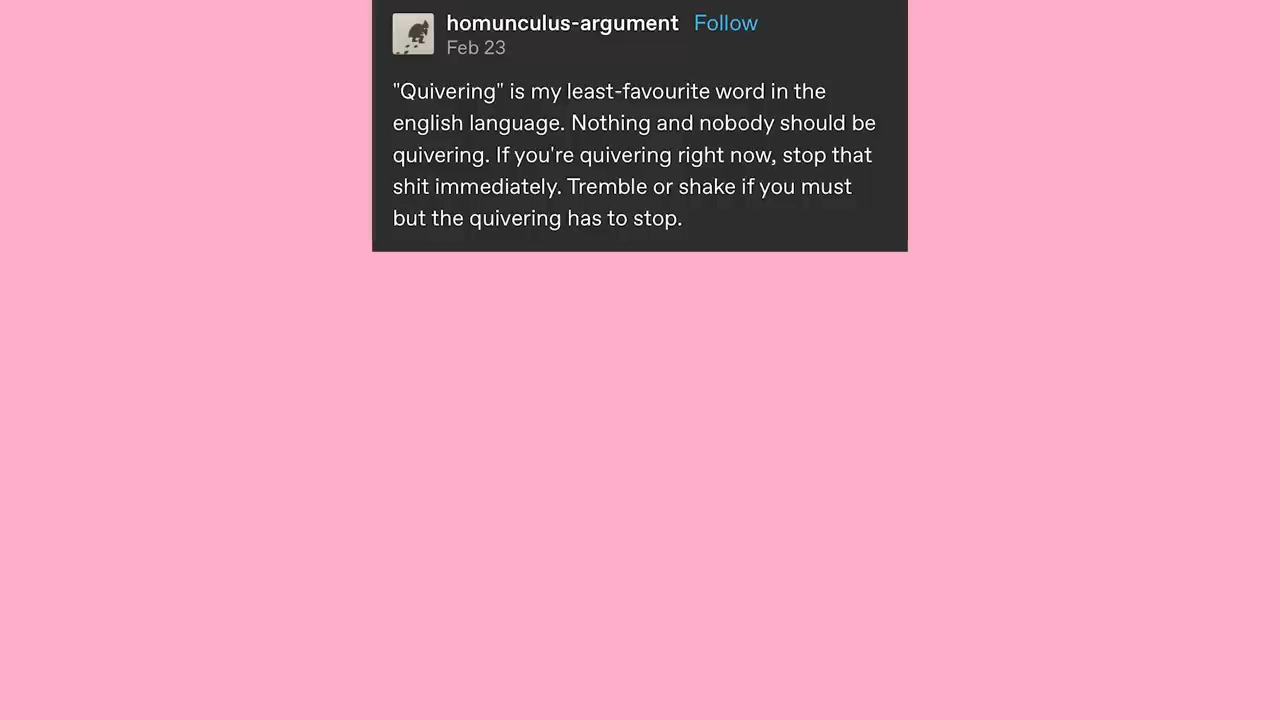 homunculus-argument Follow
Feb 23
"Quivering" is my least-favourite word in the
english language. Nothing and nobody should be
quivering. If you're quivering right now, stop that
shit immediately. Tremble or shake if you must
but the quivering has to stop.